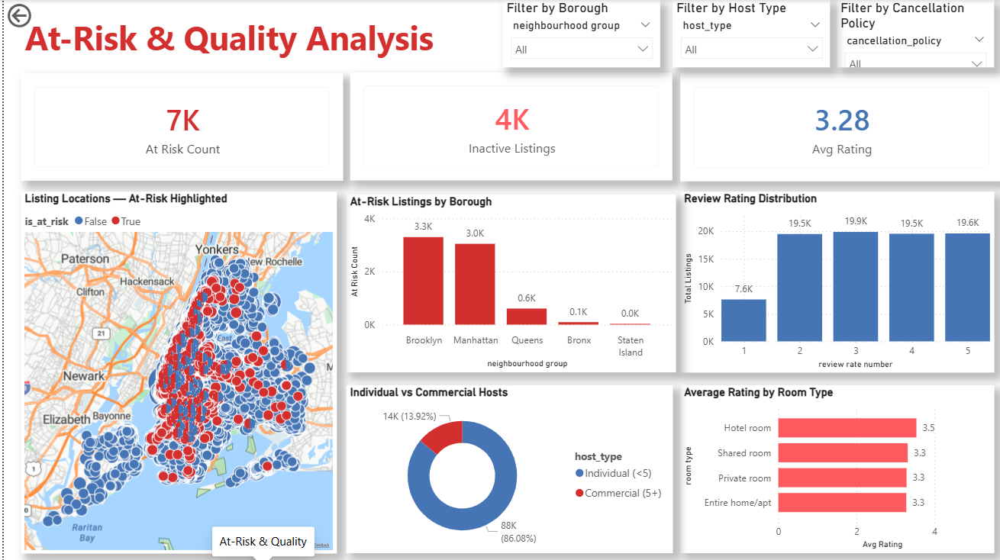 At-Risk & Quality Analysis
Filter by Borough
neighbourhood group
All
Filter by Host Type
host_type
All
Filter by Cancellation
Policy
cancellation_policy
All
7K
At Risk Count
4K
Inactive Listings
3.28
Avg Rating
Listing Locations — At-Risk Highlighted
is_at_risk False True
Yonkers
Paterson
New Rochelle
Hackensack
Clifton
21
East
Newark
Elizabeth
Bayonne
1
Raritan
Bay
At-Risk & Quality
At-Risk Listings by Borough
At Risk Count
4K
2K
0K
3.3K
3.0K
0.6K
0.1K
0.0K
Brooklyn
Manhattan
Queens
Bronx
Staten
Island
neighbourhood group
Review Rating Distribution
Total Listings
20K
15K
10K
5K
0K
7.6K
19.5K
19.9K
19.5K
19.6K
1
2
3
4
5
review rate number
Individual vs Commercial Hosts
14K (13.92%)
88K
(86.08%)
host_type
Individual (<5)
Commercial (5+)
Average Rating by Room Type
room type
Hotel room 3.5
Shared room 3.3
Private room 3.3
Entire home/apt 3.3
0
2
4
Avg Rating